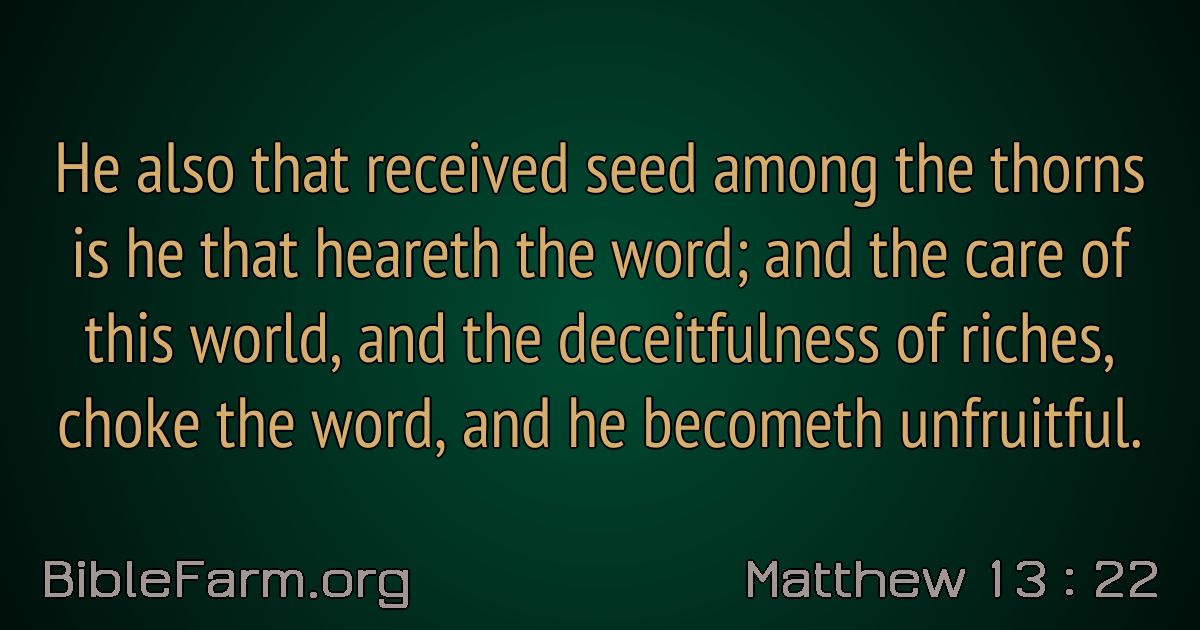 He also that received seed among the thorns
is he that heareth the word; and the care of
this world, and the deceitfulness of riches,
choke the word, and he becometh unfruitful.
BibleFarm.org
Matthew 13 : 22